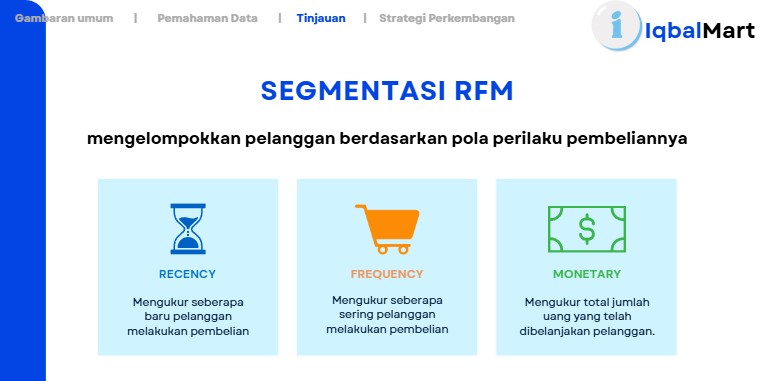 Gambaran umum | Pemahaman Data | Tinjauan | Strategi Perkembangan
i IqbalMart
SEGMENTASI RFM
mengelompokkan pelanggan berdasarkan pola perilaku pembeliannya
$
RECENCY
Mengukur seberapa
baru pelanggan
melakukan pembelian
FREQUENCY
Mengukur seberapa
sering pelanggan
melakukan pembelian
MONETARY
Mengukur total jumlah
uang yang telah
dibelanjakan pelanggan.